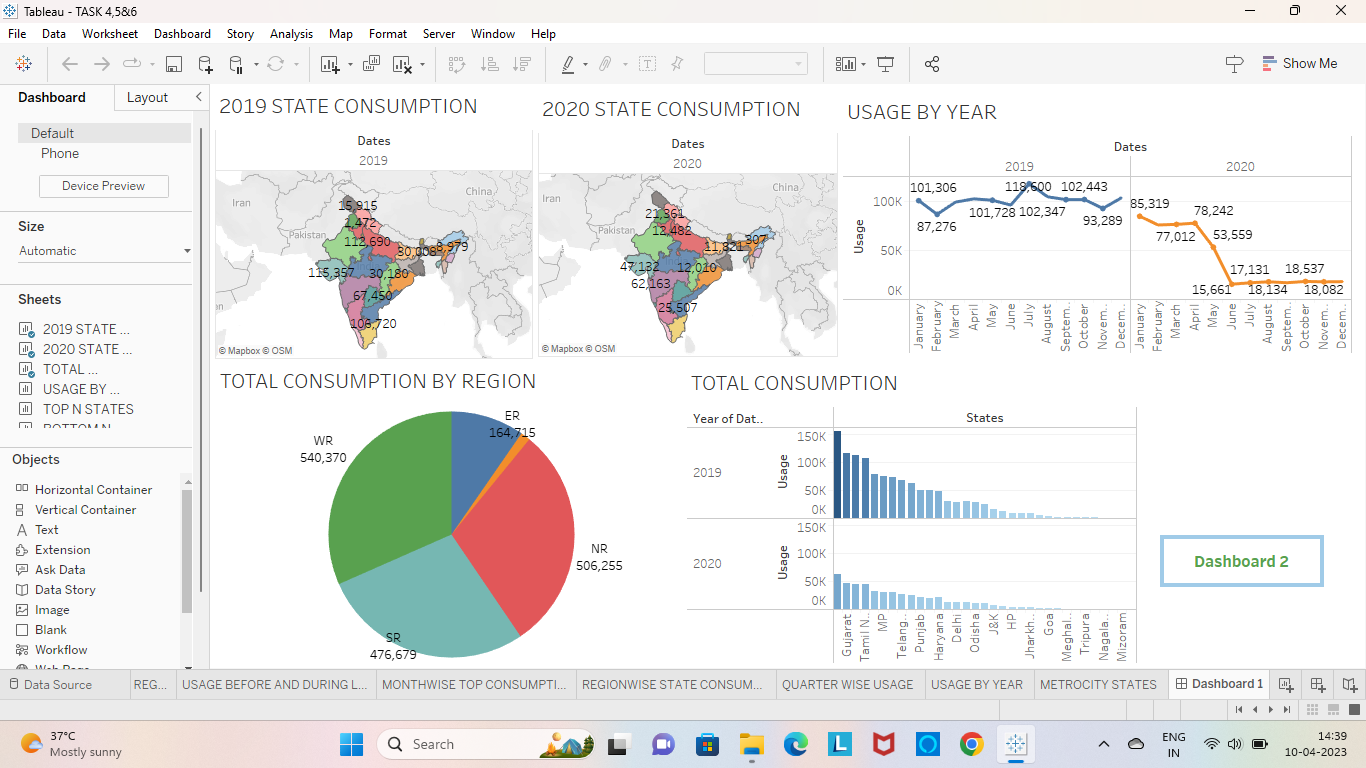 Tableau - TASK 4,5&6
File Data Worksheet Dashboard Story Analysis Map Format Server Window Help
Show Me
Dashboard Layout
Default
Phone
Device Preview
Size
Automatic
Sheets
2019 STATE ...
2020 STATE ...
TOTAL ...
USAGE BY ...
TOP N STATES
Objects
Horizontal Container
Vertical Container
Text
Extension
Ask Data
Data Story
Image
Blank
Workflow
2019 STATE CONSUMPTION
Dates
2019
Iran
China
Pakistan
15,915
112,690
30,008
8,979
115,357
30,180
67,450
106,720
© Mapbox © OSM
2020 STATE CONSUMPTION
Dates
2020
Iran
China
Pakistan
21,361
12,482
11,821
307
47,132
12,010
62,163
25,507
© Mapbox © OSM
USAGE BY YEAR
Dates
2019 2020
Usage
100K
50K
0K
101,306
118,600
102,443
87,276
101,728
102,347
93,289
85,319
78,242
77,012
53,559
17,131
18,537
15,661
18,134
18,082
January
February
March
April
May
June
July
August
Septem..
October
Novem..
Decem..
January
February
March
April
May
June
July
August
Septem..
October
Novem..
Decem..
TOTAL CONSUMPTION BY REGION
ER
164,715
WR
540,370
NR
506,255
SR
476,679
TOTAL CONSUMPTION
Year of Dat..
States
2019
Usage
150K
100K
50K
0K
2020
Usage
150K
100K
50K
0K
Gujarat
Tamil N..
MP
Telang..
Punjab
Haryana
Delhi
Odisha
J&K
HP
Jharkh..
Goa
Meghal..
Tripura
Nagala..
Mizoram
Dashboard 2
Data Source REG... USAGE BEFORE AND DURING L... MONTHWISE TOP CONSUMPTI... REGIONWISE STATE CONSUM... QUARTER WISE USAGE USAGE BY YEAR METROCITY STATES Dashboard 1
37°C
Mostly sunny
Search
ENG
IN
14:39
10-04-2023